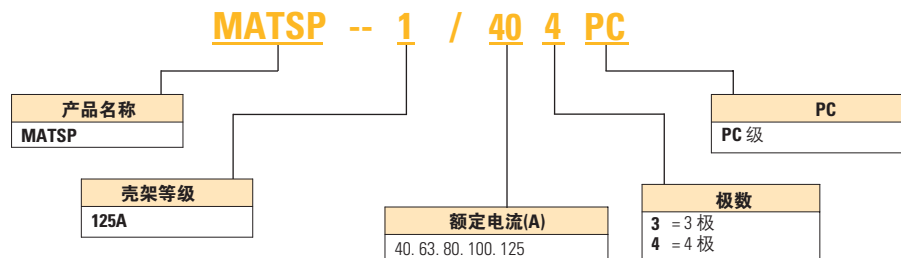 MATSP -- 1 / 40 4 PC
产品名称
MATSP
PC
PC 级
壳架等级
125A
极数
3 = 3 极
4 = 4 极
额定电流(A)
40. 63. 80. 100. 125